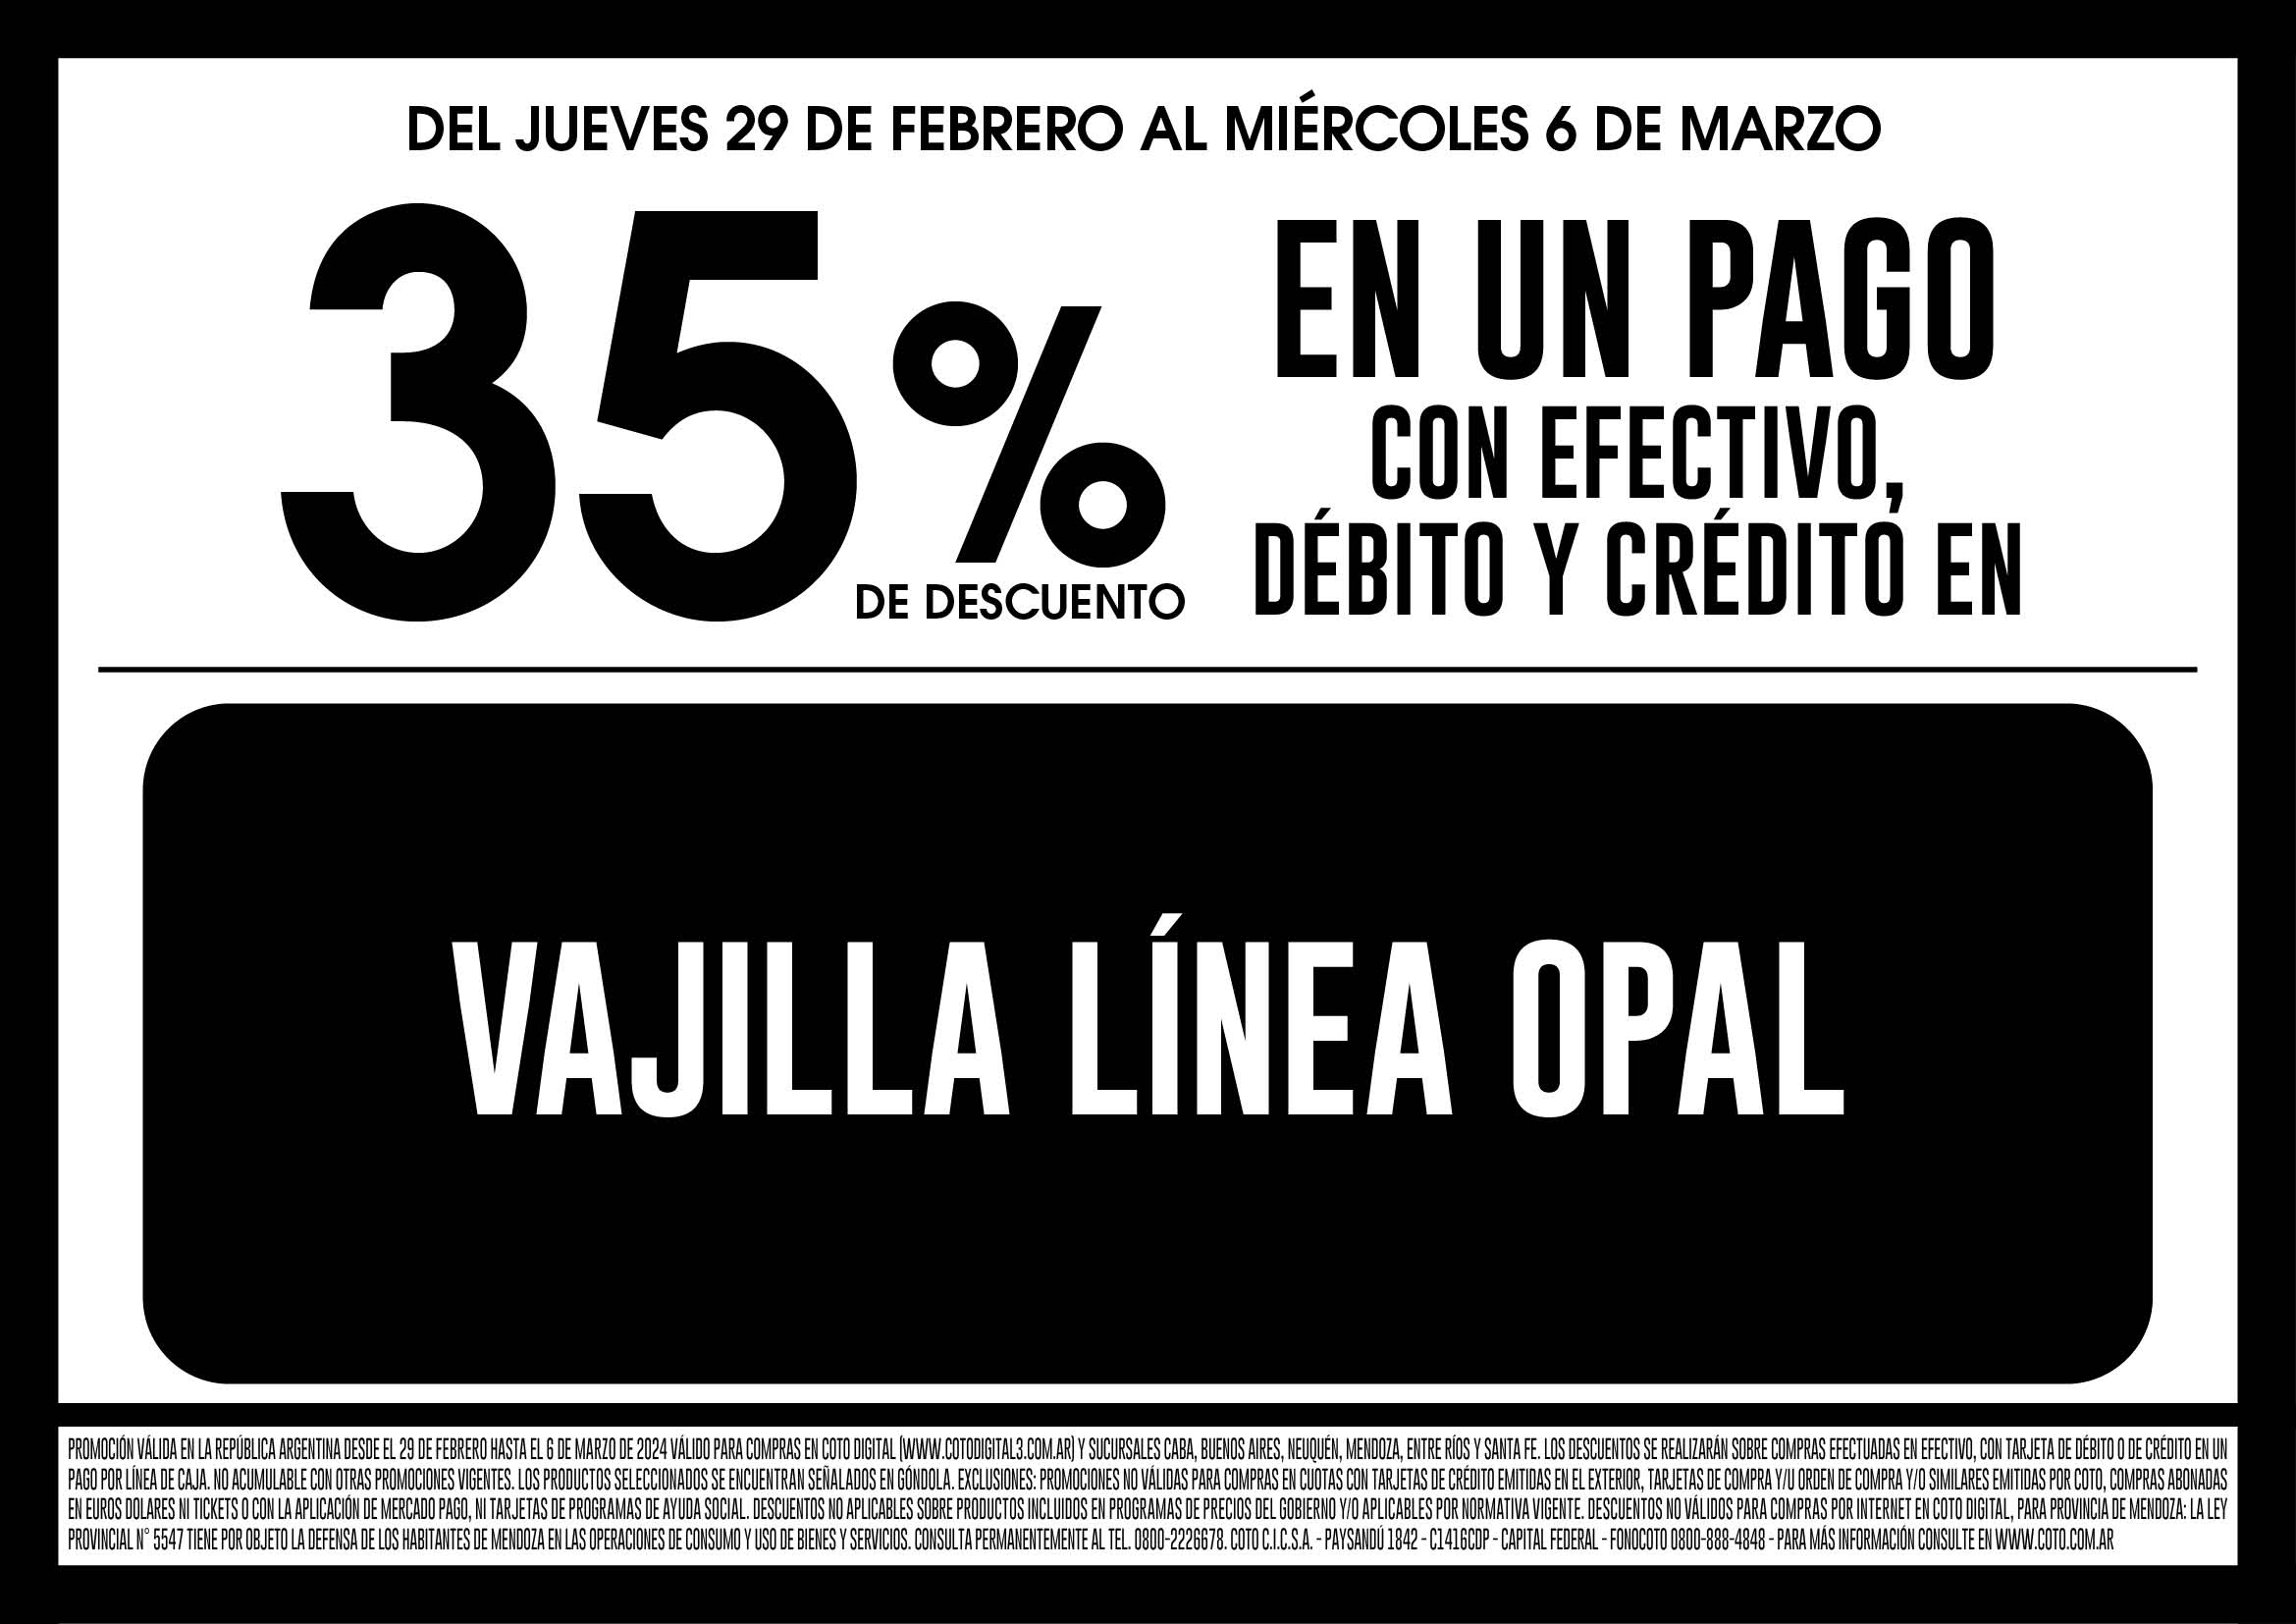 DEL JUEVES 29 DE FEBRERO AL MIÉRCOLES 6 DE MARZO
35%
DE DESCUENTO
EN UN PAGO
CON EFECTIVO,
DÉBITO Y CRÉDITO EN
VAJILLA LÍNEA OPAL
PROMOCIÓN VÁLIDA EN LA REPÚBLICA ARGENTINA DESDE EL 29 DE FEBRERO HASTA EL 6 DE MARZO DE 2024 VÁLIDO PARA COMPRAS EN COTO DIGITAL (WWW.COTODIGITAL3.COM.AR) Y SUCURSALES CABA, BUENOS AIRES, NEUQUÉN, MENDOZA, ENTRE RÍOS Y SANTA FE. LOS DESCUENTOS SE REALIZARÁN SOBRE COMPRAS EFECTUADAS EN EFECTIVO, CON TARJETA DE DÉBITO O DE CRÉDITO EN UN
PAGO POR LÍNEA DE CAJA. NO ACUMULABLE CON OTRAS PROMOCIONES VIGENTES. LOS PRODUCTOS SELECCIONADOS SE ENCUENTRAN SEÑALADOS EN GÓNDOLA. EXCLUSIONES: PROMOCIONES NO VÁLIDAS PARA COMPRAS EN CUOTAS CON TARJETAS DE CRÉDITO EMITIDAS EN EL EXTERIOR, TARJETAS DE COMPRA Y/U ORDEN DE COMPRA Y/O SIMILARES EMITIDAS POR COTO, COMPRAS ABONADAS
EN EUROS DOLARES NI TICKETS O CON LA APLICACIÓN DE MERCADO PAGO, NI TARJETAS DE PROGRAMAS DE AYUDA SOCIAL. DESCUENTOS NO APLICABLES SOBRE PRODUCTOS INCLUIDOS EN PROGRAMAS DE PRECIOS DEL GOBIERNO Y/O APLICABLES POR NORMATIVA VIGENTE. DESCUENTOS NO VÁLIDOS PARA COMPRAS POR INTERNET EN COTO DIGITAL, PARA PROVINCIA DE MENDOZA: LA LEY
PROVINCIAL N° 5547 TIENE POR OBJETO LA DEFENSA DE LOS HABITANTES DE MENDOZA EN LAS OPERACIONES DE CONSUMO Y USO DE BIENES Y SERVICIOS. CONSULTA PERMANENTEMENTE AL TEL. 0800-2226678. COTO C.I.C.S.A. - PAYSANDÚ 1842 - C1416CDP - CAPITAL FEDERAL - FONOCOTO 0800-888-4848 - PARA MÁS INFORMACIÓN CONSULTE EN WWW.COTO.COM.AR